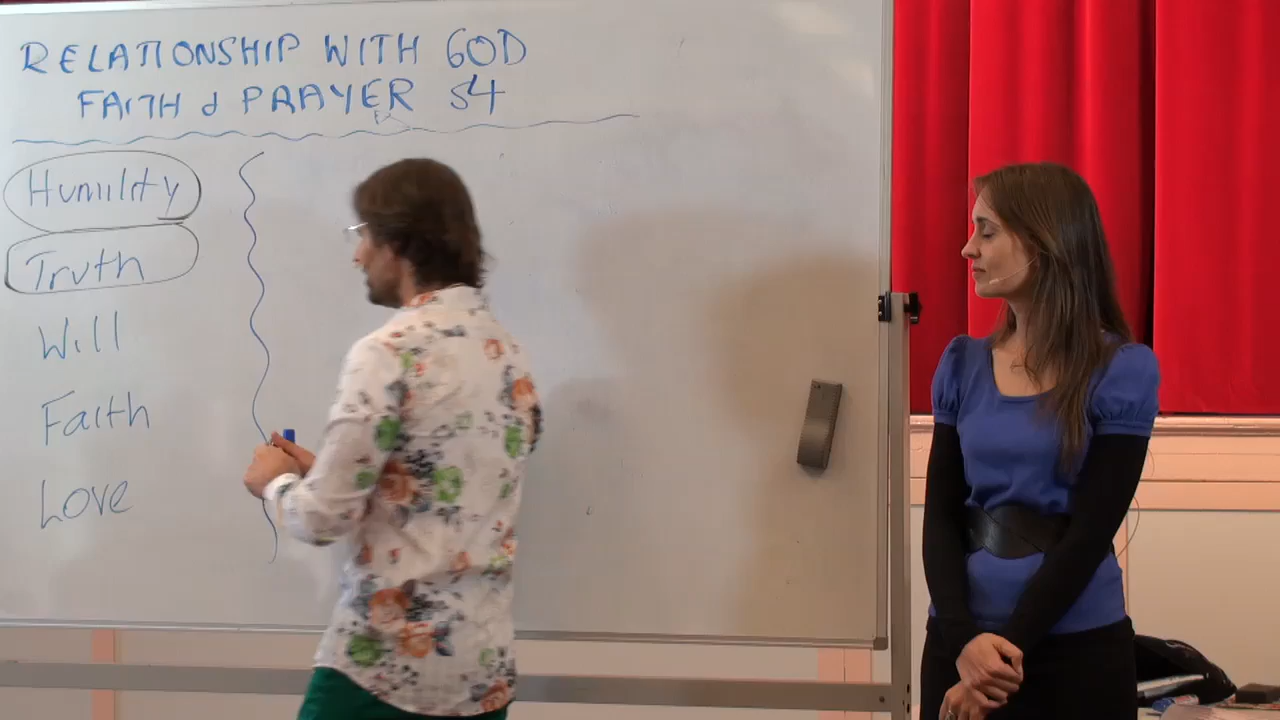 RELATIONSHIP WITH GOD
FAITH & PRAYER S4
Humility
Truth
Will
Faith
Love